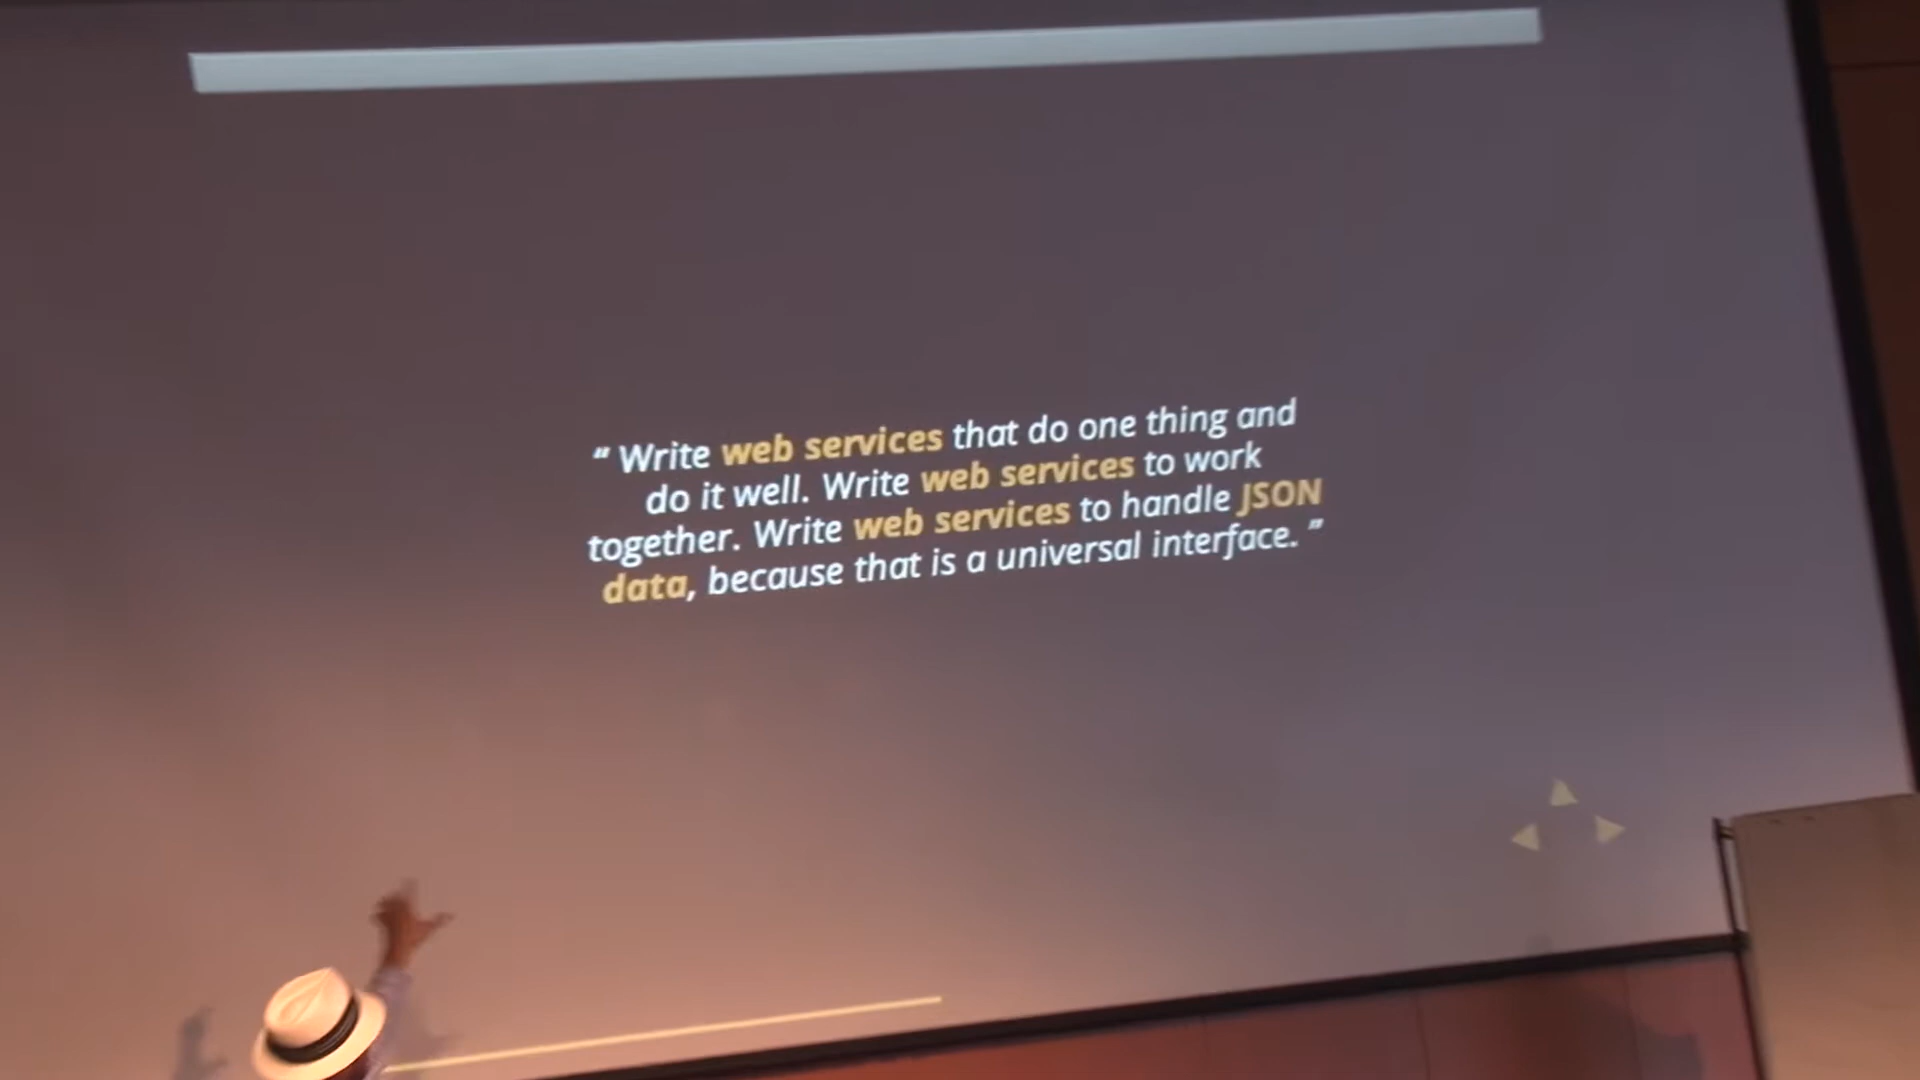 “ Write web services that do one thing and
do it well. Write web services to work
together. Write web services to handle JSON
data, because that is a universal interface. ”